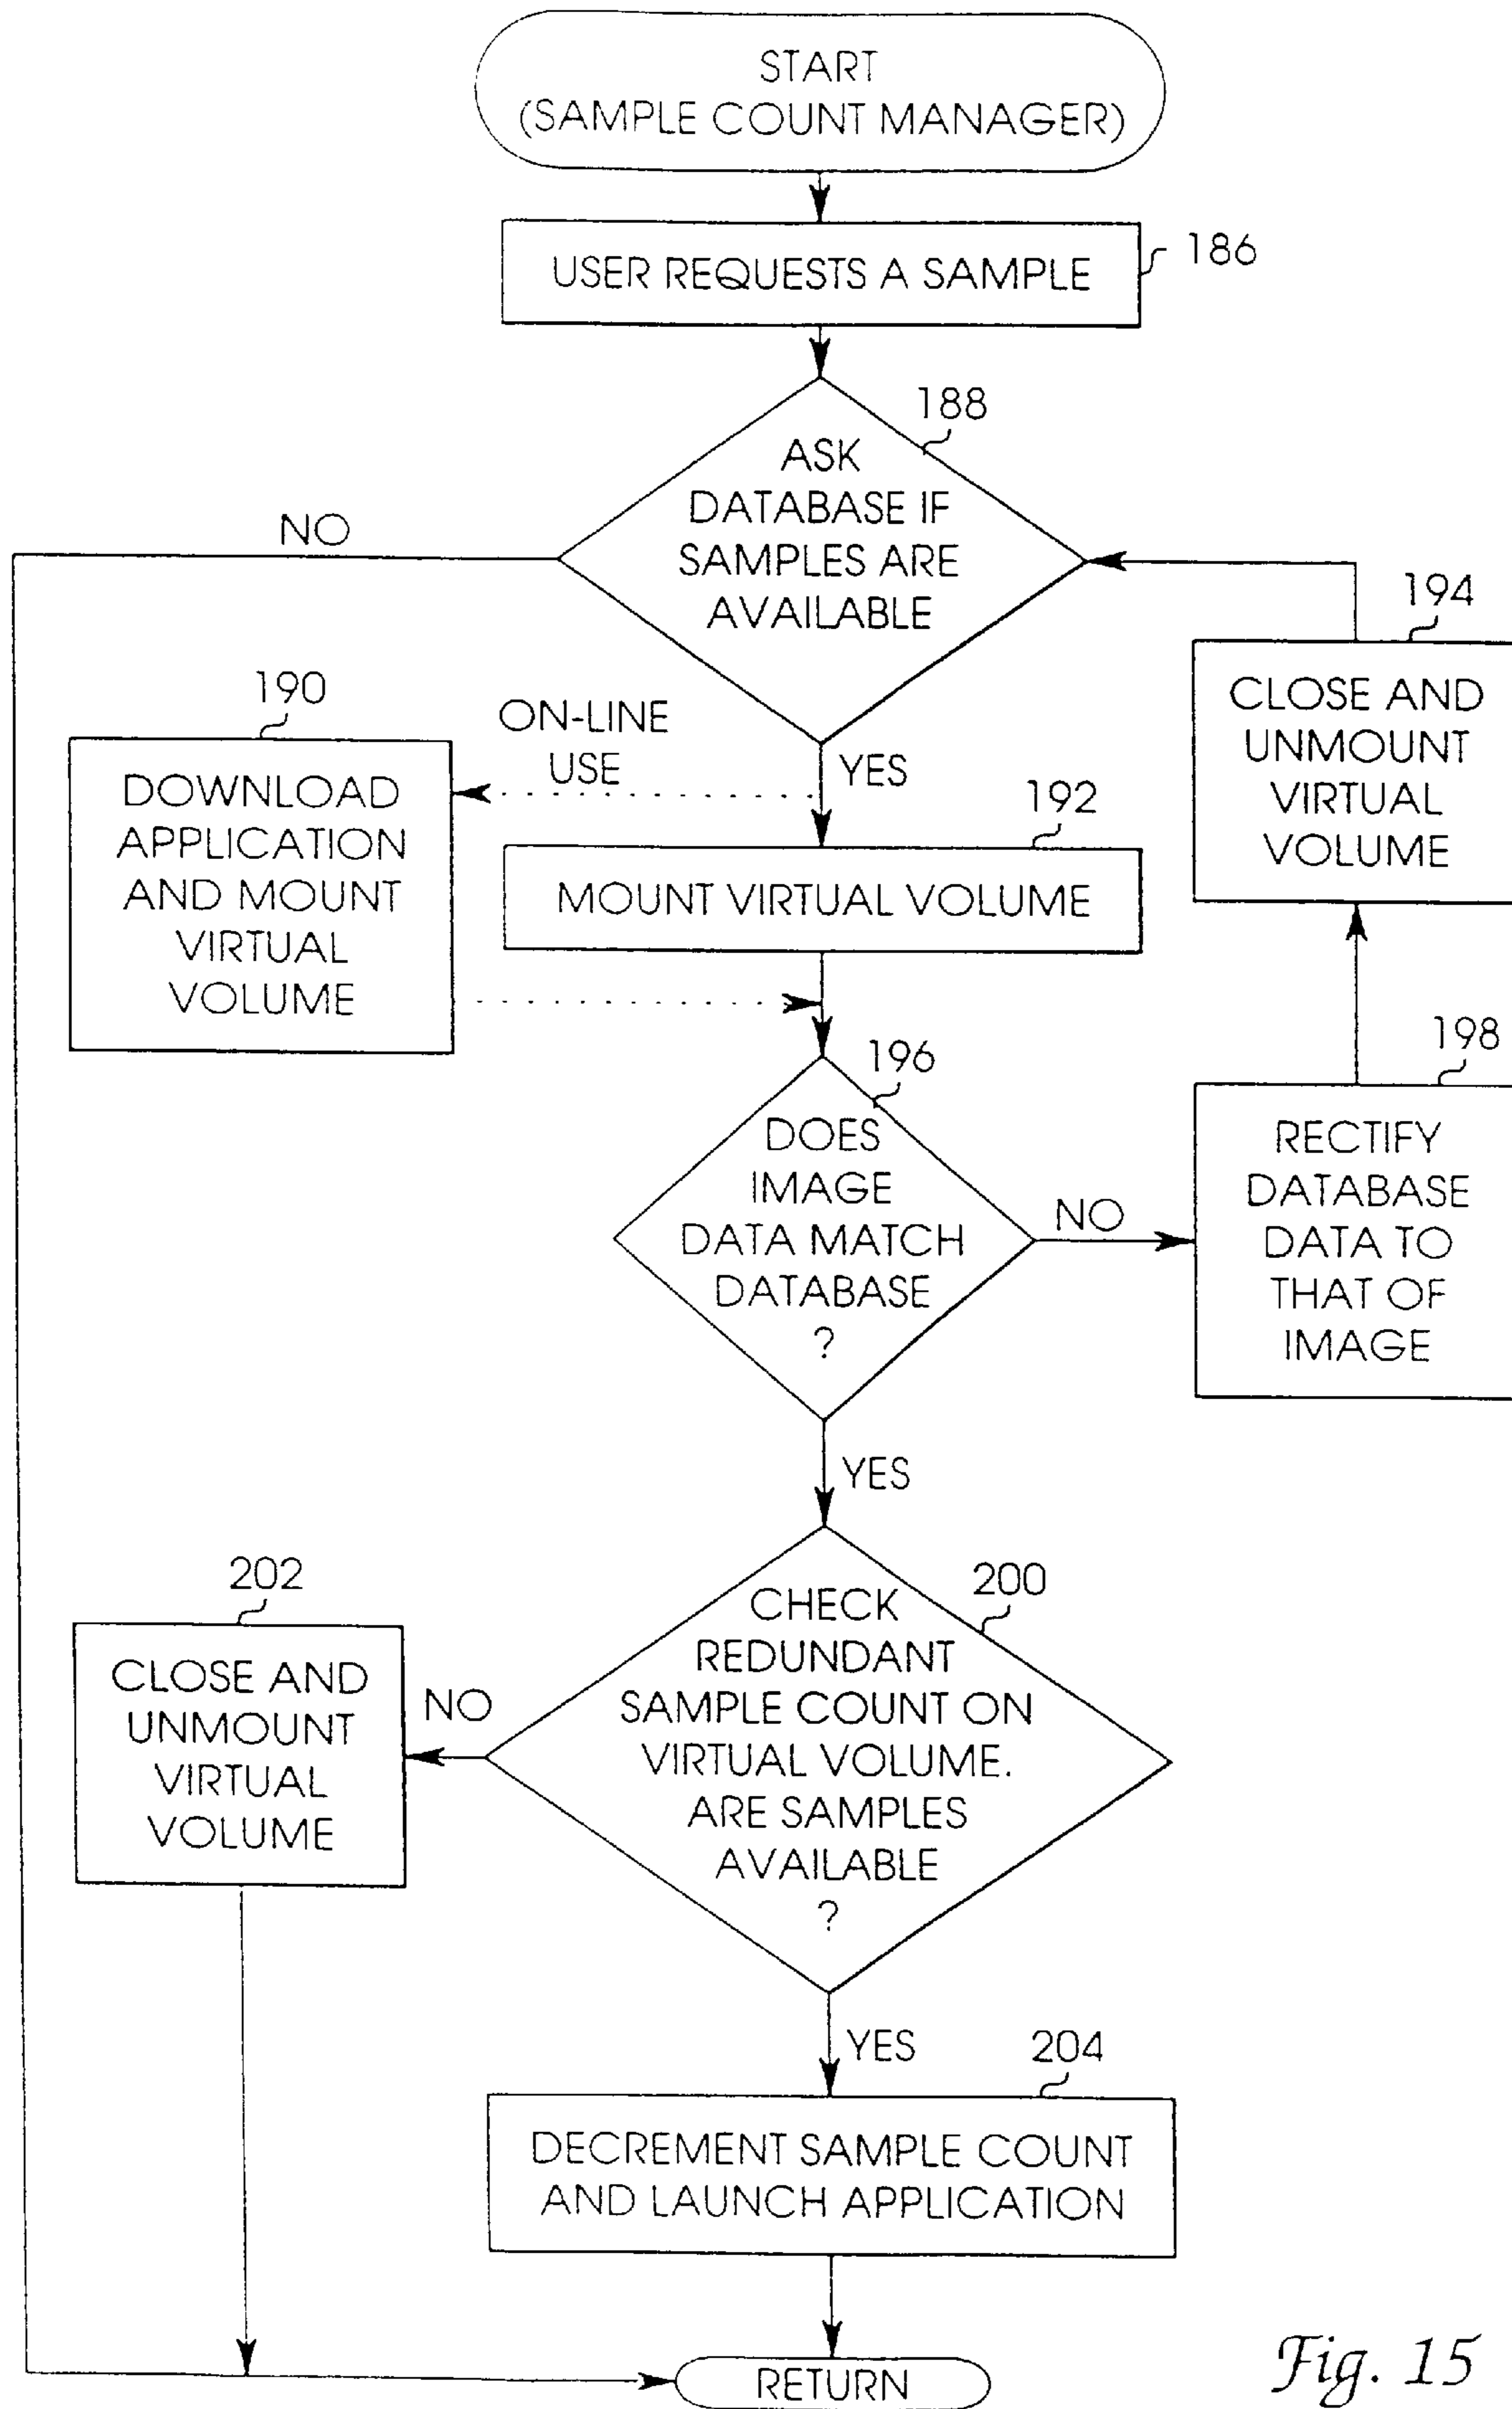 START
(SAMPLE COUNT MANAGER)
USER REQUESTS A SAMPLE
186
188
ASK
DATABASE IF
SAMPLES ARE
AVAILABLE
NO
194
CLOSE AND
UNMOUNT
VIRTUAL
VOLUME
190
ON-LINE
USE
YES
DOWNLOAD
APPLICATION
AND MOUNT
VIRTUAL
VOLUME
192
MOUNT VIRTUAL VOLUME
196
DOES
IMAGE
DATA MATCH
DATABASE
?
NO
198
RECTIFY
DATABASE
DATA TO
THAT OF
IMAGE
YES
202
CLOSE AND
UNMOUNT
VIRTUAL
VOLUME
NO
200
CHECK
REDUNDANT
SAMPLE COUNT ON
VIRTUAL VOLUME.
ARE SAMPLES
AVAILABLE
?
YES
204
DECREMENT SAMPLE COUNT
AND LAUNCH APPLICATION
RETURN
Fig. 15